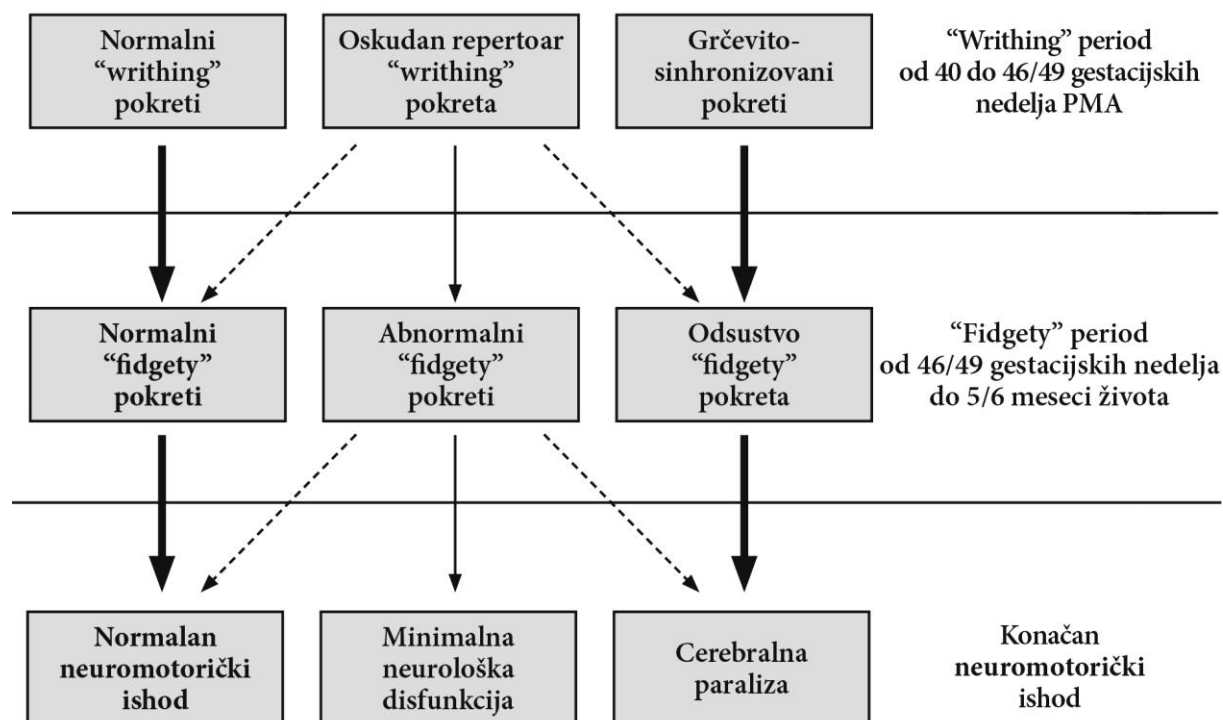 Normalni
“writhing”
pokreti
Oskudan repertoar
“writhing”
pokreta
Grčevito-
sinhronizovani
pokreti
“Writhing” period
od 40 do 46/49 gestacijskih
nedelja PMA
Normalni
“fidgety”
pokreti
Abnormalni
“fidgety”
pokreti
Odsustvo
“fidgety”
pokreta
“Fidgety” period
od 46/49 gestacijskih nedelja
do 5/6 meseci života
Normalan
neuromotorički
ishod
Minimalna
neurološka
disfunkcija
Cerebralna
paraliza
Konačan
neuromotorički
ishod